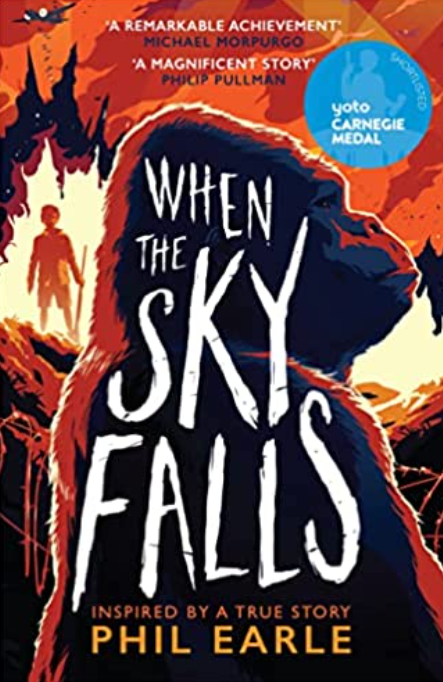 'A REMARKABLE ACHIEVEMENT'
MICHAEL MORPURGO
'A MAGNIFICENT STORY'
PHILIP PULLMAN
SHORTLISTED
yoto
CARNEGIE
MEDAL
WHEN
THE
SKY
FALLS
INSPIRED BY A TRUE STORY
PHIL EARLE